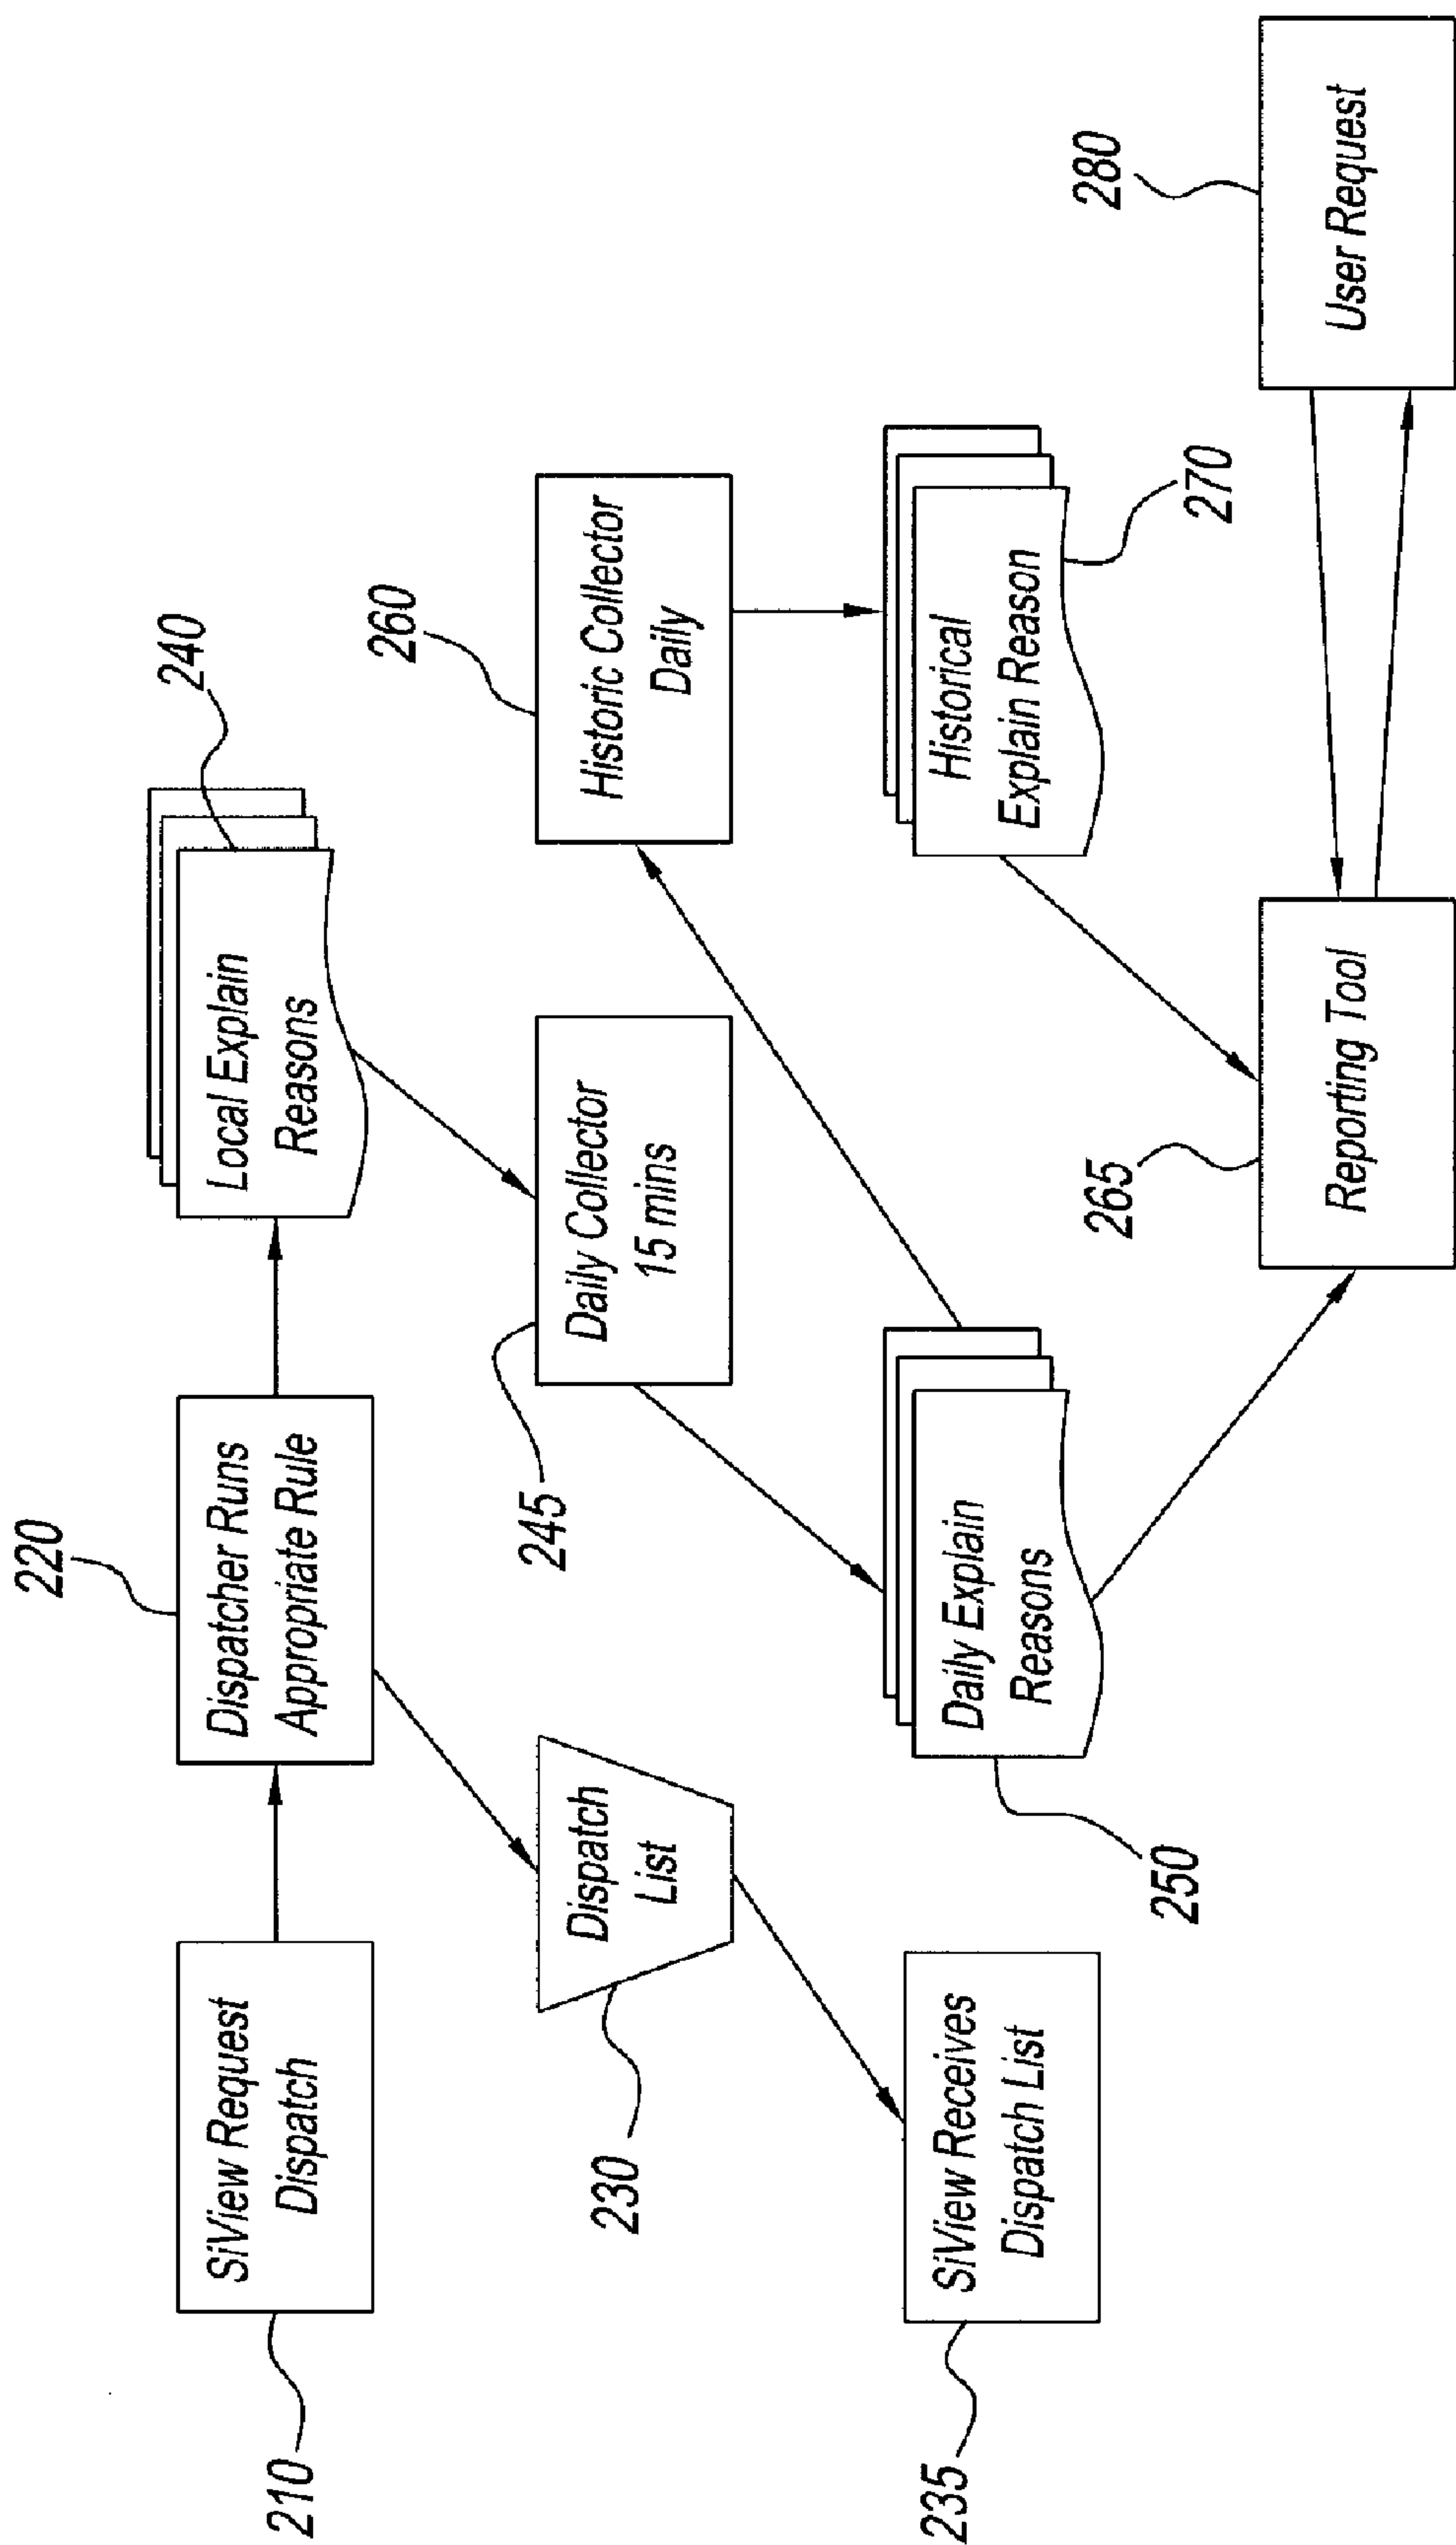 220
240
210
SiView Request
Dispatch
Dispatcher Runs
Appropriate Rule
Local Explain
Reasons
260
230
Dispatch
List
245
Daily Collector
15 mins
Historic Collector
Daily
235
SiView Receives
Dispatch List
250
Daily Explain
Reasons
Historical
Explain Reason
270
265
Reporting Tool
280
User Request